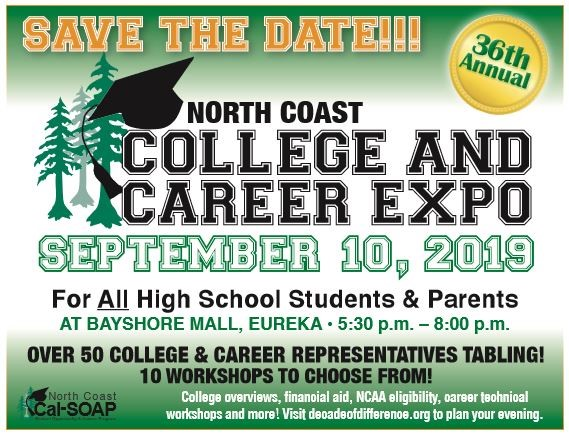 SAVE THE DATE!!!
36th
Annual
NORTH COAST
COLLEGE AND
CAREER EXPO
SEPTEMBER 10, 2019
For All High School Students & Parents
AT BAYSHORE MALL, EUREKA • 5:30 p.m. – 8:00 p.m.
OVER 50 COLLEGE & CAREER REPRESENTATIVES TABLING!
10 WORKSHOPS TO CHOOSE FROM!
North Coast
Cal-SOAP
College overviews, financial aid, NCAA eligibility, career technical
workshops and more! Visit decadeofdifference.org to plan your evening.